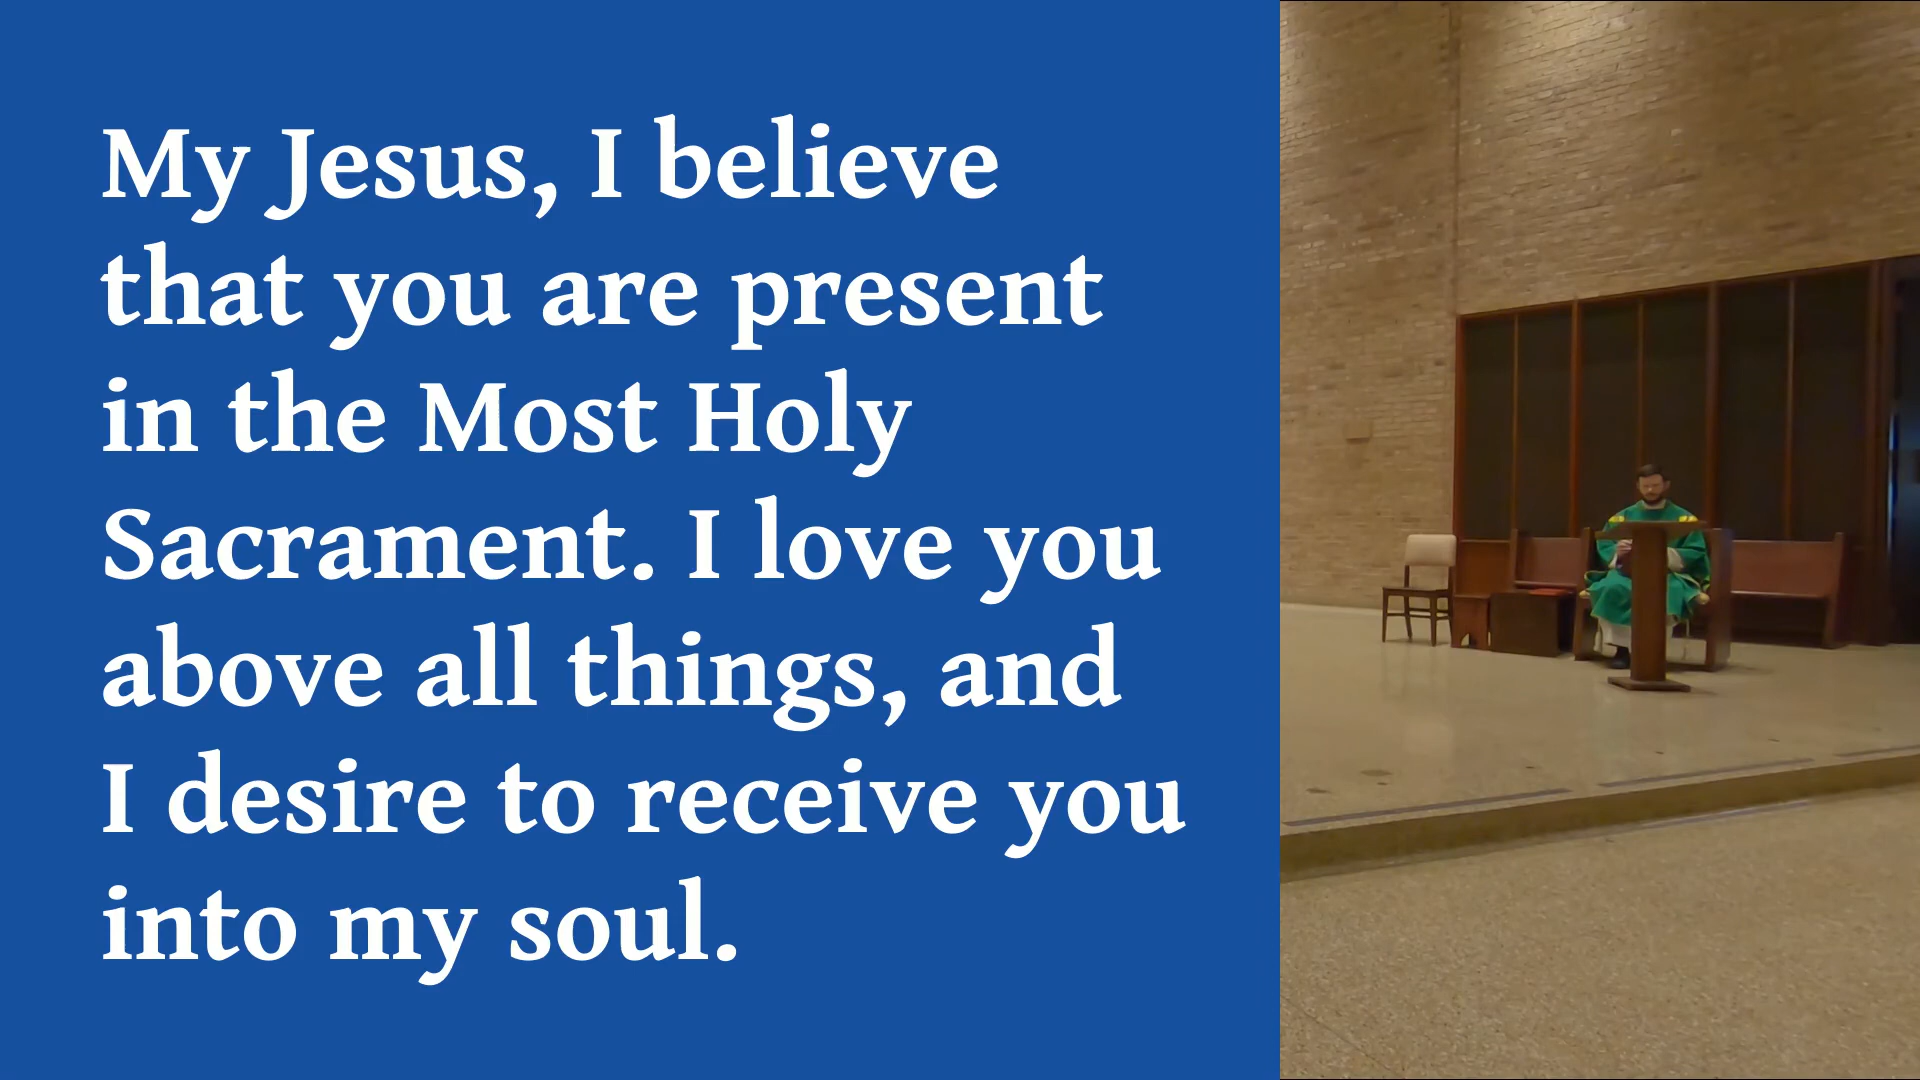 My Jesus, I believe
that you are present
in the Most Holy
Sacrament. I love you
above all things, and
I desire to receive you
into my soul.